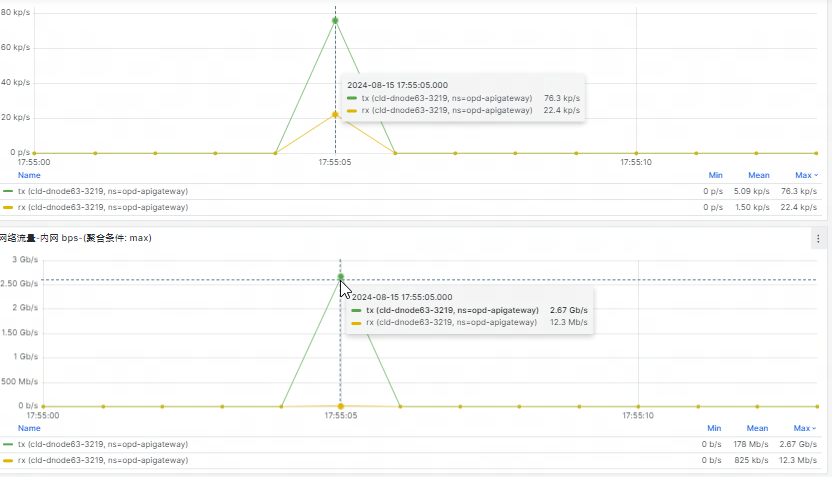 80 kp/s
60 kp/s
40 kp/s
20 kp/s
0 p/s
2024-08-15 17:55:05.000
tx (cld-dnode63-3219, ns=opd-apigateway) 76.3 kp/s
rx (cld-dnode63-3219, ns=opd-apigateway) 22.4 kp/s
17:55:00 17:55:05 17:55:10
Name Min Mean Max
tx (cld-dnode63-3219, ns=opd-apigateway) 0 p/s 5.09 kp/s 76.3 kp/s
rx (cld-dnode63-3219, ns=opd-apigateway) 0 p/s 1.50 kp/s 22.4 kp/s
网络流量-内网 bps-(聚合条件: max)
3 Gb/s
2.50 Gb/s
2 Gb/s
1.50 Gb/s
1 Gb/s
500 Mb/s
0 b/s
2024-08-15 17:55:05.000
tx (cld-dnode63-3219, ns=opd-apigateway) 2.67 Gb/s
rx (cld-dnode63-3219, ns=opd-apigateway) 12.3 Mb/s
17:55:00 17:55:05 17:55:10
Name Min Mean Max
tx (cld-dnode63-3219, ns=opd-apigateway) 0 b/s 178 Mb/s 2.67 Gb/s
rx (cld-dnode63-3219, ns=opd-apigateway) 0 b/s 825 kb/s 12.3 Mb/s